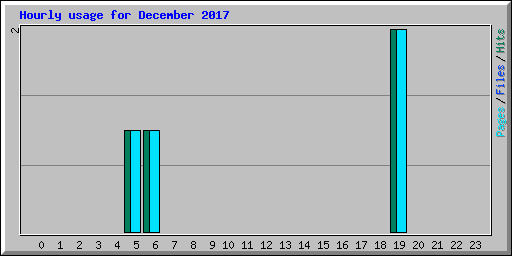 Hourly usage for December 2017
2
Pages/Files/Hits
0 1 2 3 4 5 6 7 8 9 10 11 12 13 14 15 16 17 18 19 20 21 22 23